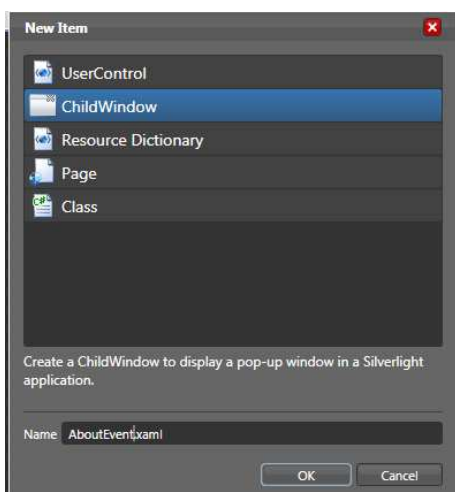 New Item
UserControl
ChildWindow
Resource Dictionary
Page
C#
Class
Create a ChildWindow to display a pop-up window in a Silverlight
application.
Name AboutEvent.xaml
OK Cancel